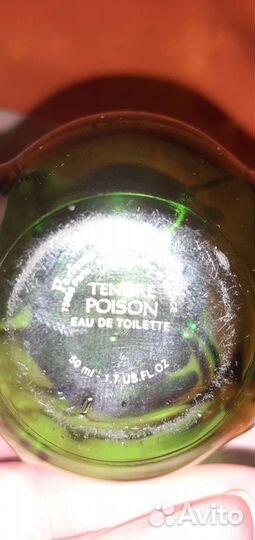 TENDRE
POISON
EAU DE TOILETTE
50 ml - 1.7 US.FL.OZ
Avito